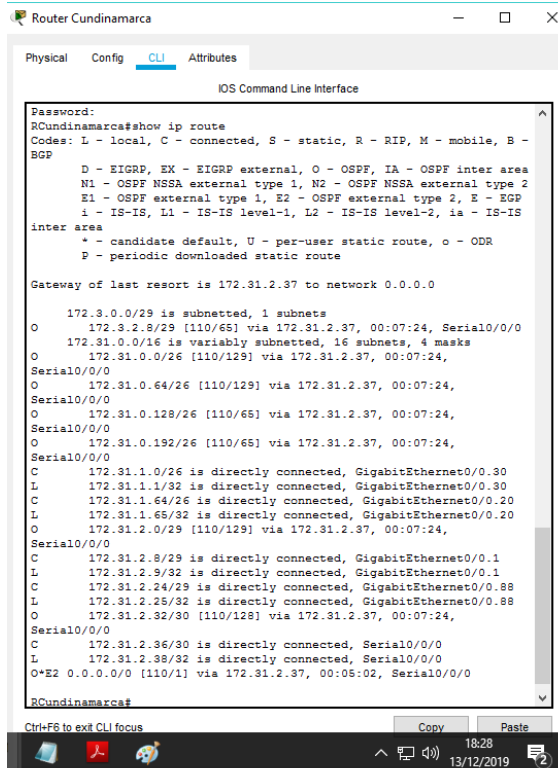 Router Cundinamarca
Physical Config CLI Attributes
IOS Command Line Interface
Password:
RCundinamarca#show ip route
Codes: L - local, C - connected, S - static, R - RIP, M - mobile, B -
BGP
D - EIGRP, EX - EIGRP external, O - OSPF, IA - OSPF inter area
N1 - OSPF NSSA external type 1, N2 - OSPF NSSA external type 2
E1 - OSPF external type 1, E2 - OSPF external type 2, E - EGP
i - IS-IS, L1 - IS-IS level-1, L2 - IS-IS level-2, ia - IS-IS
inter area
* - candidate default, U - per-user static route, o - ODR
P - periodic downloaded static route
Gateway of last resort is 172.31.2.37 to network 0.0.0.0
172.3.0.0/29 is subnetted, 1 subnets
O 172.3.2.8/29 [110/65] via 172.31.2.37, 00:07:24, Serial0/0/0
172.31.0.0/16 is variably subnetted, 16 subnets, 4 masks
O 172.31.0.0/26 [110/129] via 172.31.2.37, 00:07:24,
Serial0/0/0
O 172.31.0.64/26 [110/129] via 172.31.2.37, 00:07:24,
Serial0/0/0
O 172.31.0.128/26 [110/65] via 172.31.2.37, 00:07:24,
Serial0/0/0
O 172.31.0.192/26 [110/65] via 172.31.2.37, 00:07:24,
Serial0/0/0
C 172.31.1.0/26 is directly connected, GigabitEthernet0/0.30
L 172.31.1.1/32 is directly connected, GigabitEthernet0/0.30
C 172.31.1.64/26 is directly connected, GigabitEthernet0/0.20
L 172.31.1.65/32 is directly connected, GigabitEthernet0/0.20
O 172.31.2.0/29 [110/129] via 172.31.2.37, 00:07:24,
Serial0/0/0
C 172.31.2.8/29 is directly connected, GigabitEthernet0/0.1
L 172.31.2.9/32 is directly connected, GigabitEthernet0/0.1
C 172.31.2.24/29 is directly connected, GigabitEthernet0/0.88
L 172.31.2.25/32 is directly connected, GigabitEthernet0/0.88
O 172.31.2.32/30 [110/128] via 172.31.2.37, 00:07:24,
Serial0/0/0
C 172.31.2.36/30 is directly connected, Serial0/0/0
L 172.31.2.38/32 is directly connected, Serial0/0/0
O*E2 0.0.0.0/0 [110/1] via 172.31.2.37, 00:05:02, Serial0/0/0
RCundinamarca#
Ctrl+F6 to exit CLI focus
Copy Paste
18:28
13/12/2019
2